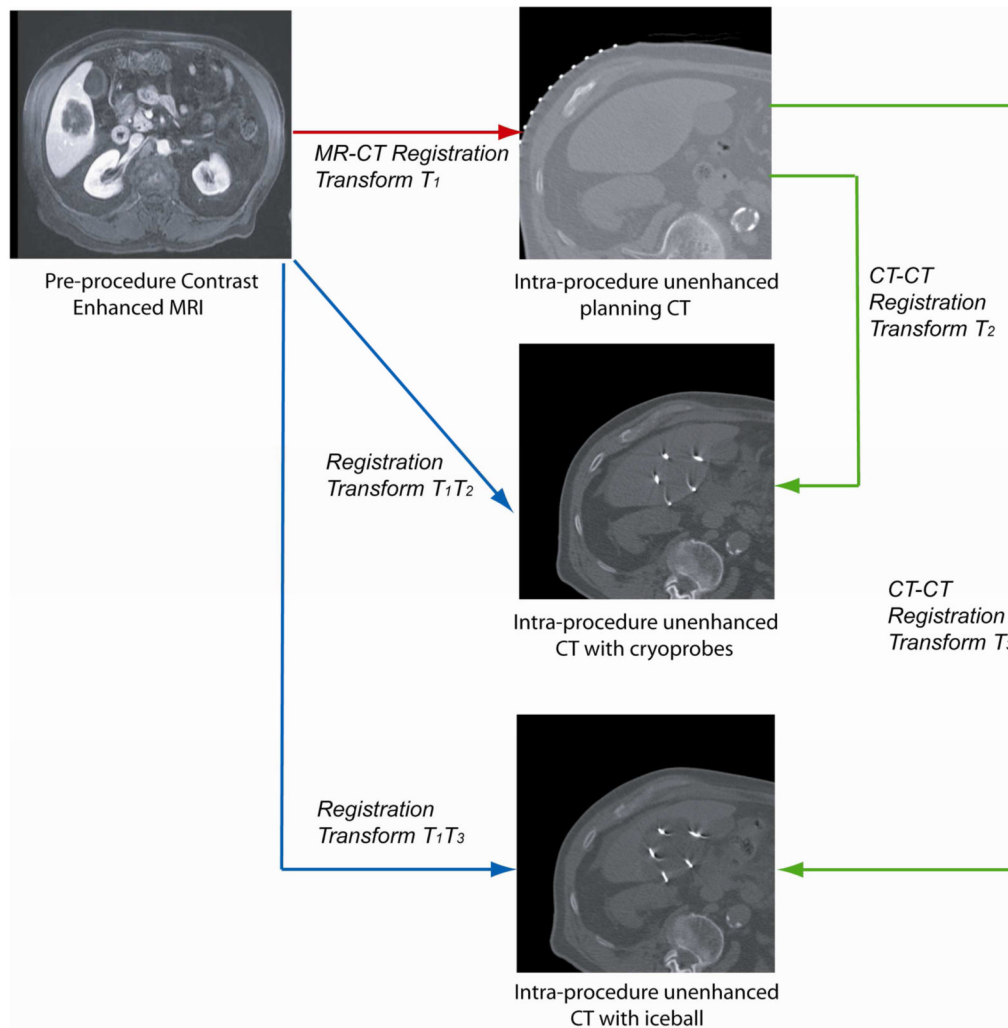 MR-CT Registration
Transform T₁
Pre-procedure Contrast
Enhanced MRI
Intra-procedure unenhanced
planning CT
CT-CT
Registration
Transform T₂
Registration
Transform T₁T₂
Intra-procedure unenhanced
CT with cryoprobes
CT-CT
Registration
Transform T₃
Registration
Transform T₁T₃
Intra-procedure unenhanced
CT with iceball